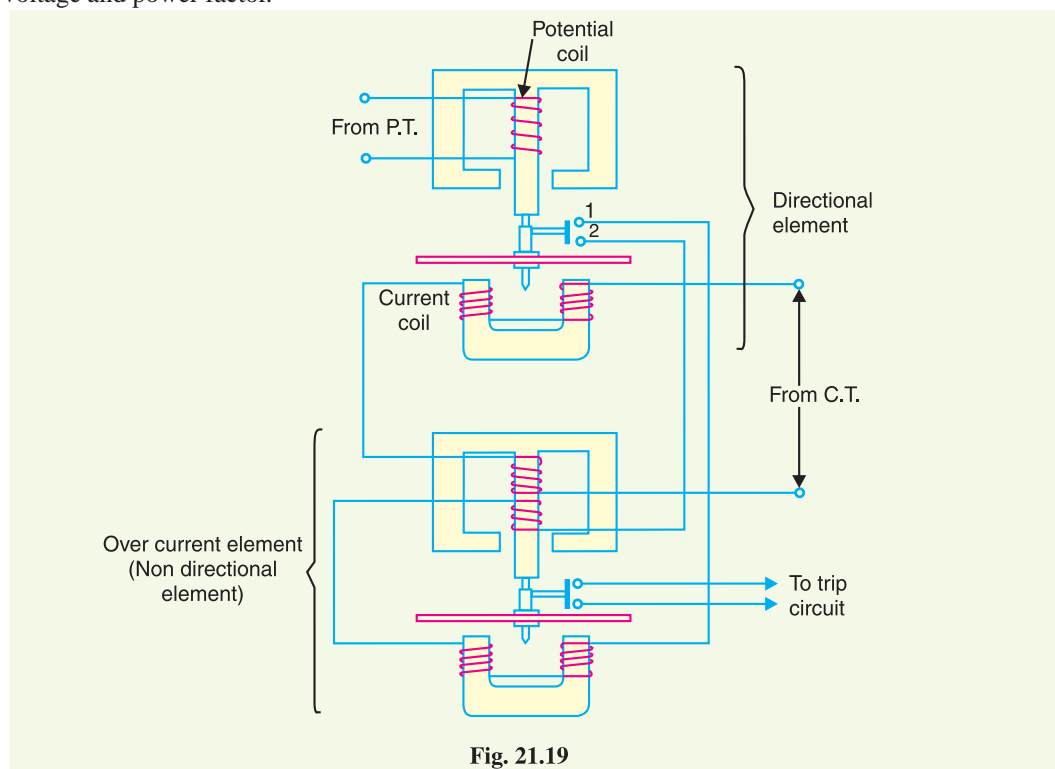 voltage and power factor.
Potential
coil
From P.T.
1
2
Directional
element
Current
coil
From C.T.
Over current element
(Non directional
element)
To trip
circuit
Fig. 21.19